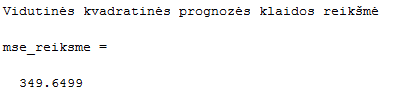 Vidutinės kvadratinės prognozės klaidos reikšmė
mse_reiksme =
349.6499